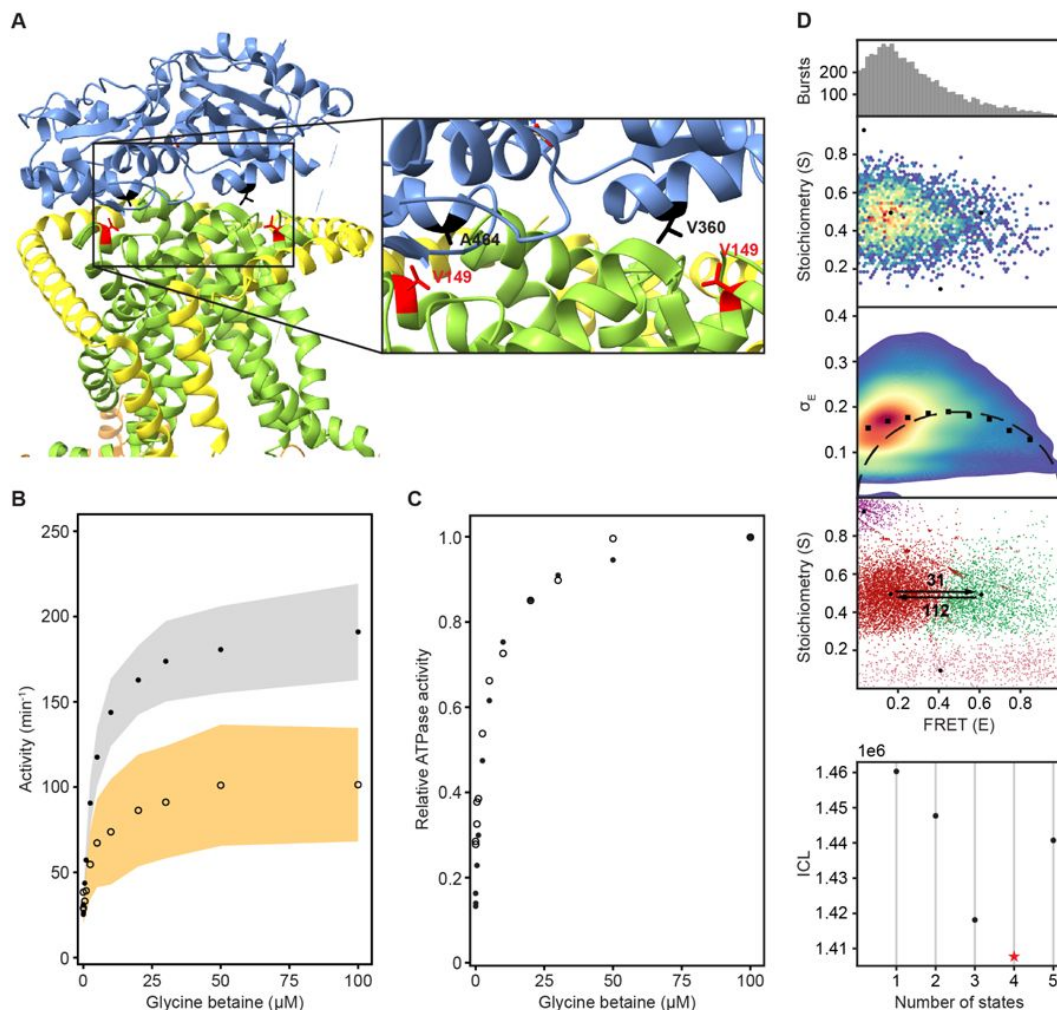 A
A464
V360
V149
V149
B
250
200
150
100
50
0
Activity (min⁻¹)
0
25
50
75
100
Glycine betaine (µM)
C
1.0
0.8
0.6
0.4
0.2
0
Relative ATPase activity
0
25
50
75
100
Glycine betaine (µM)
D
Bursts
200
100
Stoichiometry (S)
0.8
0.6
0.4
0.2
σE
0.4
0.3
0.2
0.1
Stoichiometry (S)
0.8
0.6
0.4
0.2
31
112
0.2
0.4
0.6
0.8
FRET (E)
1e6
1.46
1.45
1.44
1.43
1.42
1.41
ICL
1
2
3
4
5
Number of states